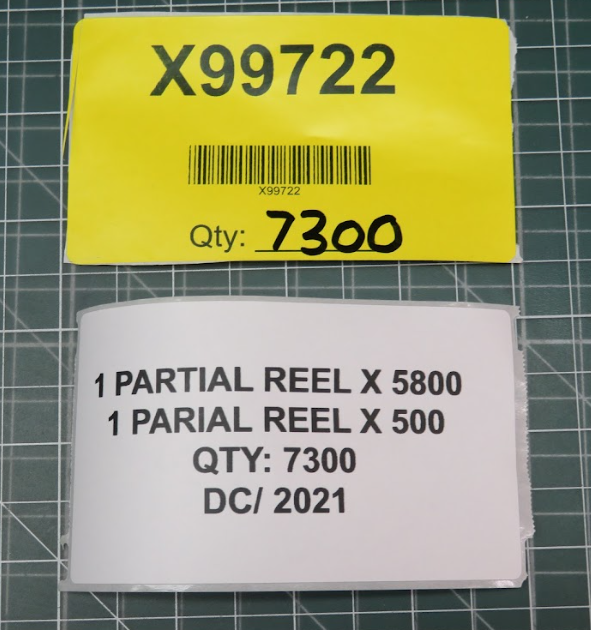 X99722
X99722
Qty: 7300
1 PARTIAL REEL X 5800
1 PARIAL REEL X 500
QTY: 7300
DC/ 2021